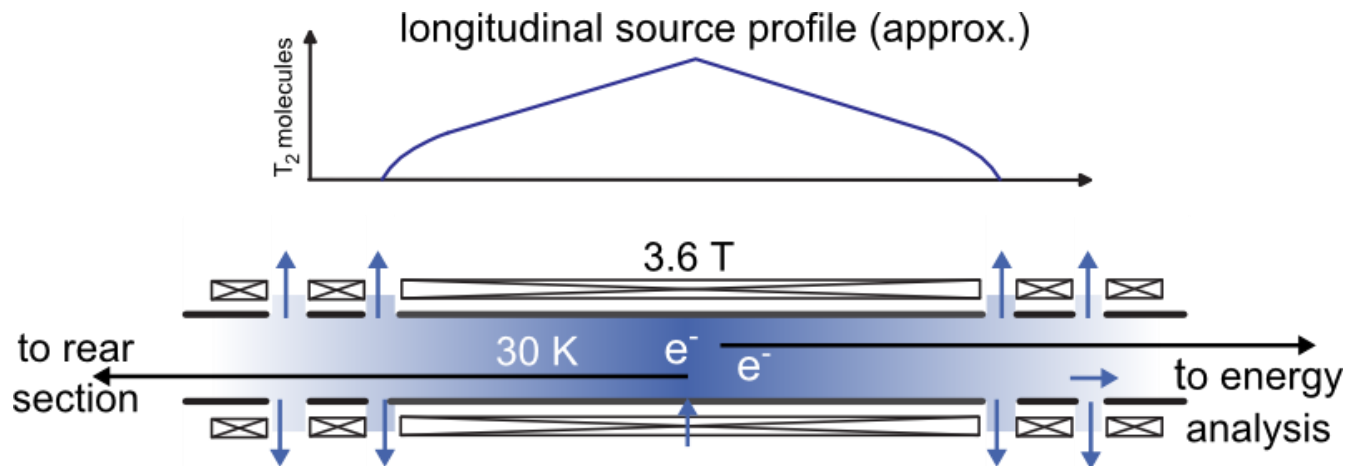 longitudinal source profile (approx.)
T₂ molecules
3.6 T
to rear
section
30 K
e⁻
e⁻
to energy
analysis